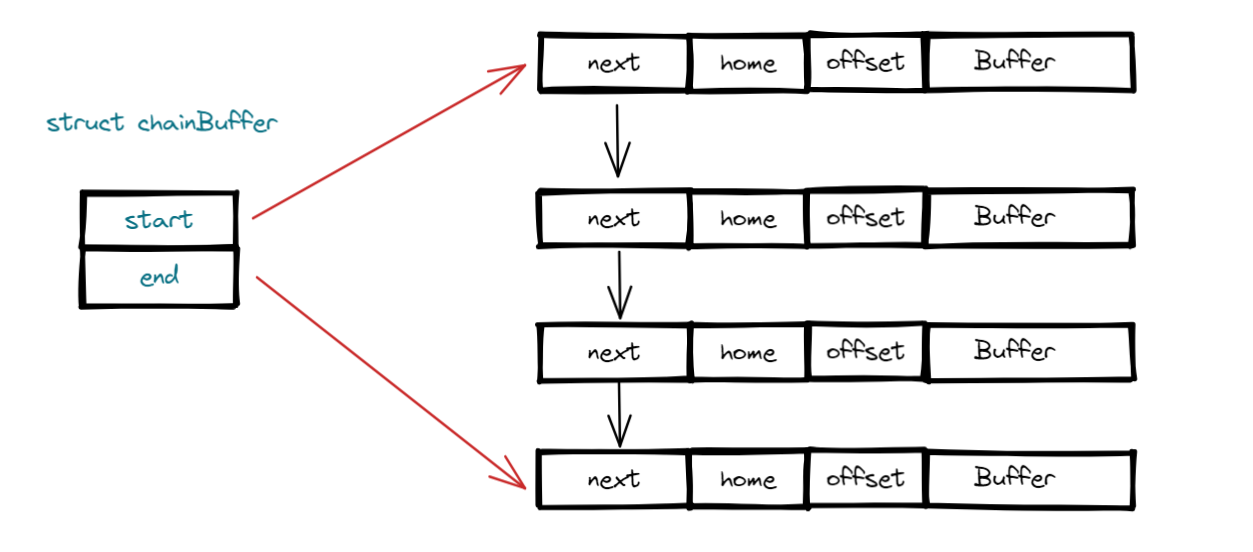 next home offset Buffer
struct chainBuffer
start
end
next home offset Buffer
next home offset Buffer
next home offset Buffer